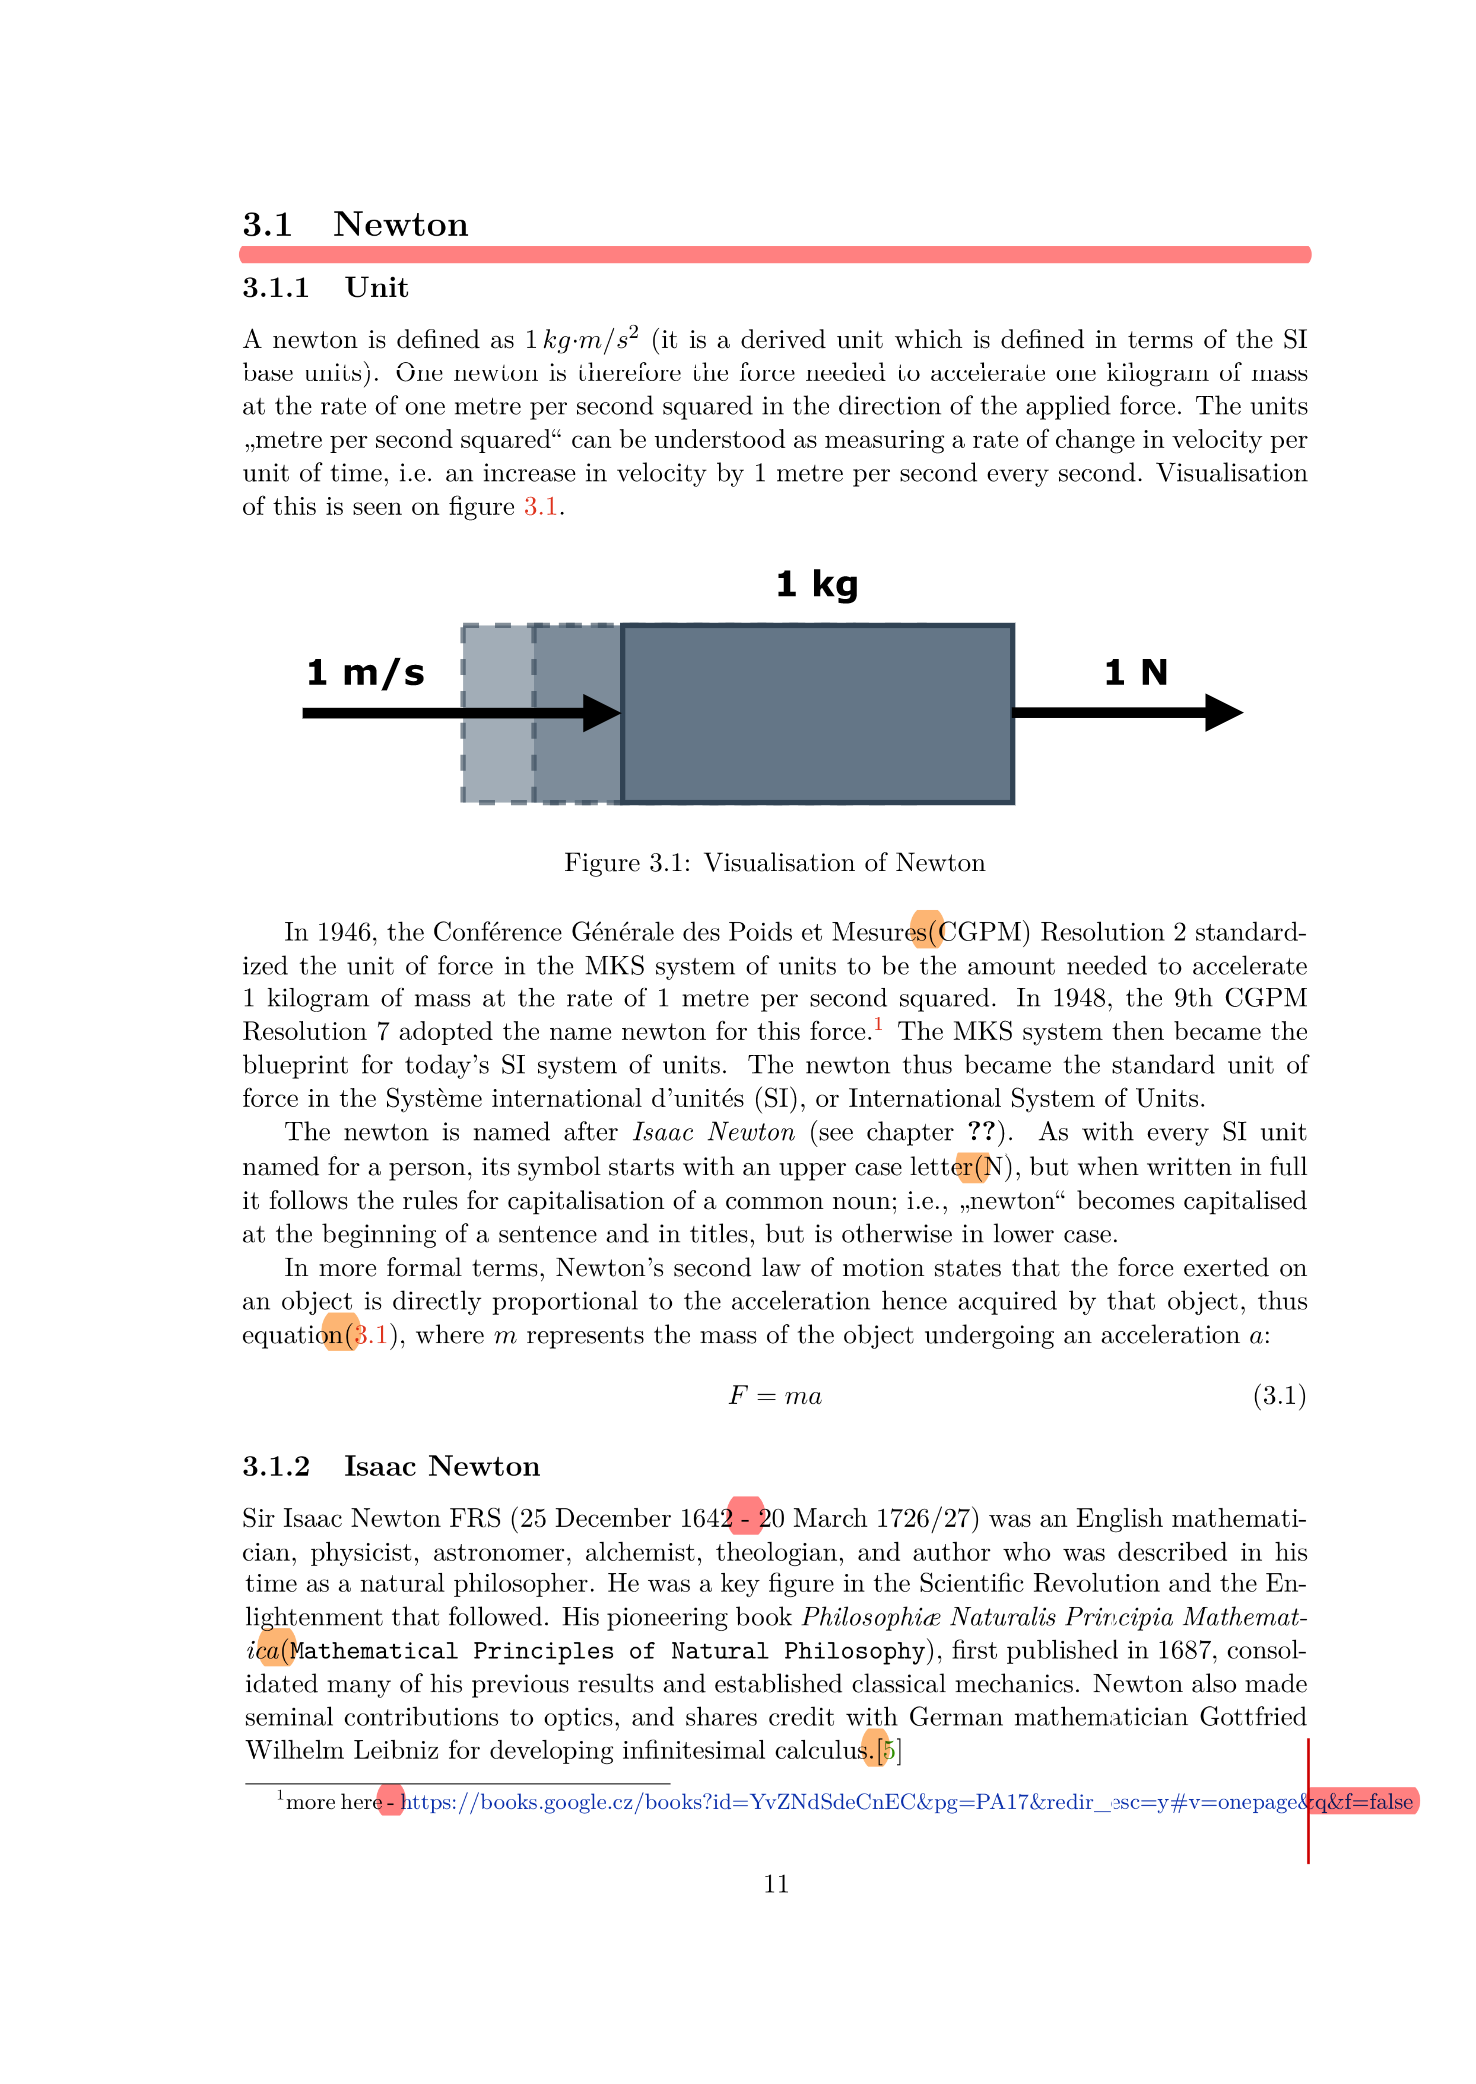 3.1 Newton
3.1.1 Unit
A newton is defined as 1 kg·m/s² (it is a derived unit which is defined in terms of the SI
base units). One newton is therefore the force needed to accelerate one kilogram of mass
at the rate of one metre per second squared in the direction of the applied force. The units
„metre per second squared“ can be understood as measuring a rate of change in velocity per
unit of time, i.e. an increase in velocity by 1 metre per second every second. Visualisation
of this is seen on figure 3.1.
1 kg
1 m/s
1 N
Figure 3.1: Visualisation of Newton
In 1946, the Conférence Générale des Poids et Mesures(CGPM) Resolution 2 standard-
ized the unit of force in the MKS system of units to be the amount needed to accelerate
1 kilogram of mass at the rate of 1 metre per second squared. In 1948, the 9th CGPM
Resolution 7 adopted the name newton for this force.¹ The MKS system then became the
blueprint for today's SI system of units. The newton thus became the standard unit of
force in the Système international d'unités (SI), or International System of Units.
The newton is named after Isaac Newton (see chapter ??). As with every SI unit
named for a person, its symbol starts with an upper case letter(N), but when written in full
it follows the rules for capitalisation of a common noun; i.e., „newton“ becomes capitalised
at the beginning of a sentence and in titles, but is otherwise in lower case.
In more formal terms, Newton's second law of motion states that the force exerted on
an object is directly proportional to the acceleration hence acquired by that object, thus
equation(3.1), where m represents the mass of the object undergoing an acceleration a:
F = ma (3.1)
3.1.2 Isaac Newton
Sir Isaac Newton FRS (25 December 1642 - 20 March 1726/27) was an English mathemati-
cian, physicist, astronomer, alchemist, theologian, and author who was described in his
time as a natural philosopher. He was a key figure in the Scientific Revolution and the En-
lightenment that followed. His pioneering book Philosophiæ Naturalis Principia Mathemat-
ica(Mathematical Principles of Natural Philosophy), first published in 1687, consol-
idated many of his previous results and established classical mechanics. Newton also made
seminal contributions to optics, and shares credit with German mathematician Gottfried
Wilhelm Leibniz for developing infinitesimal calculus.[5]
¹more here - https://books.google.cz/books?id=YvZNdSdeCnEC&pg=PA17&redir_esc=y#v=onepage&q&f=false
11